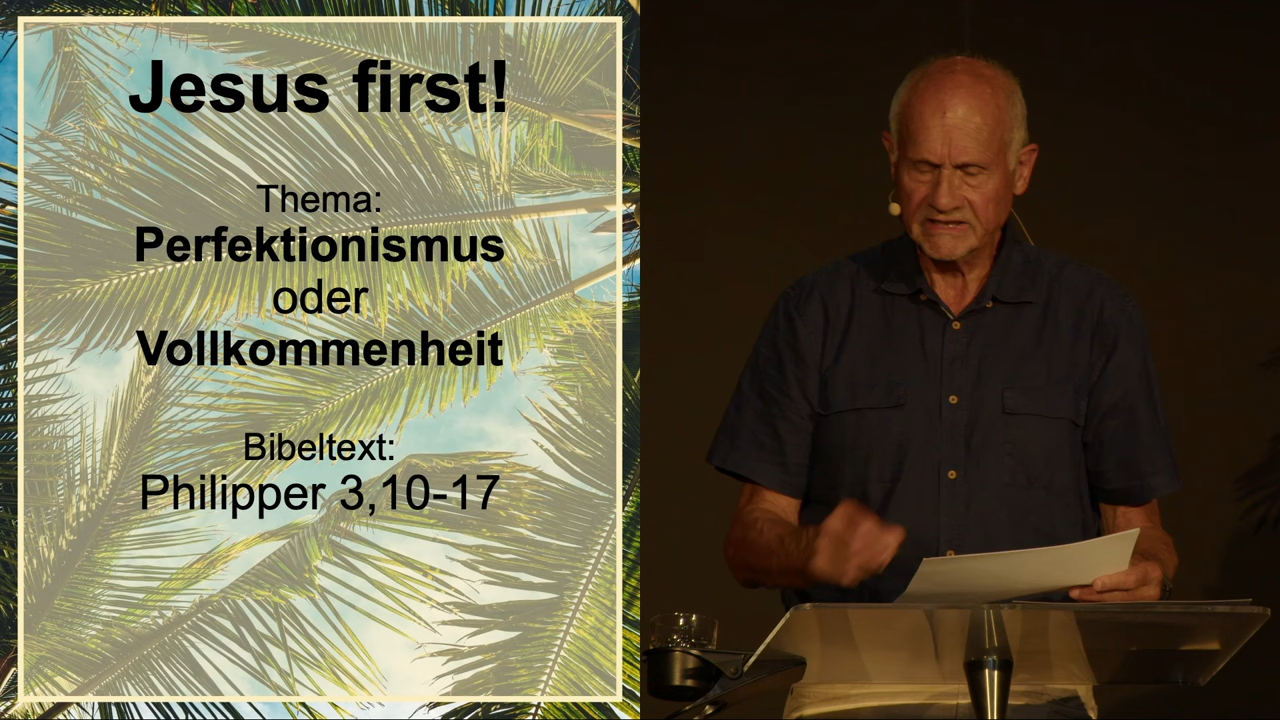 Jesus first!
Thema:
Perfektionismus
oder
Vollkommenheit
Bibeltext:
Philipper 3,10-17